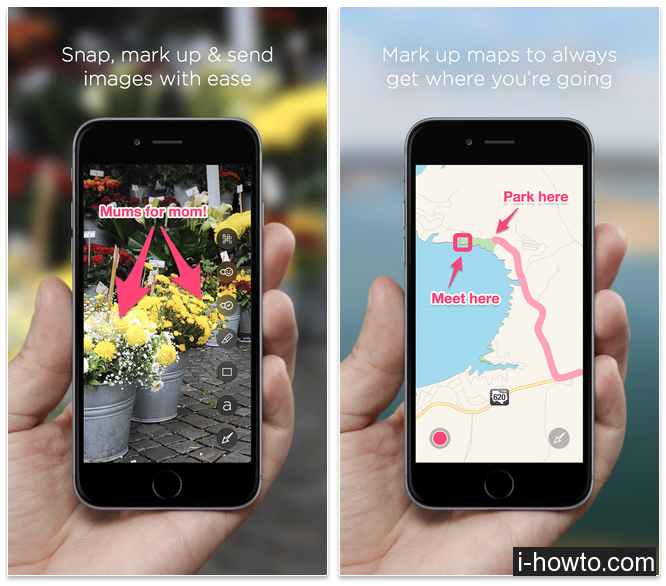 Snap, mark up & send
images with ease
Mums for mom!
a
Mark up maps to always
get where you're going
Park here
Meet here
620
i-howto.com